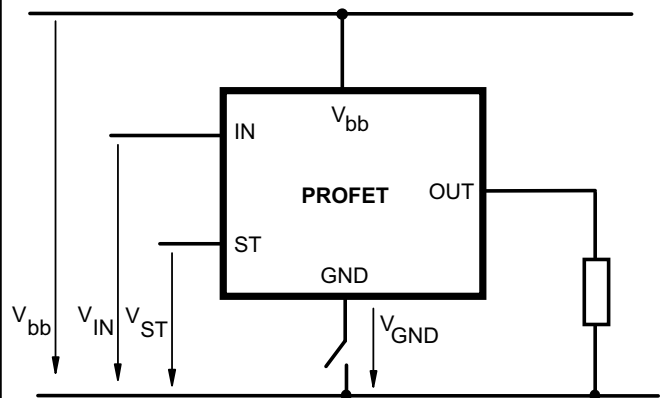 V_bb
IN
PROFET
OUT
ST
GND
V_bb
V_IN
V_ST
V_GND